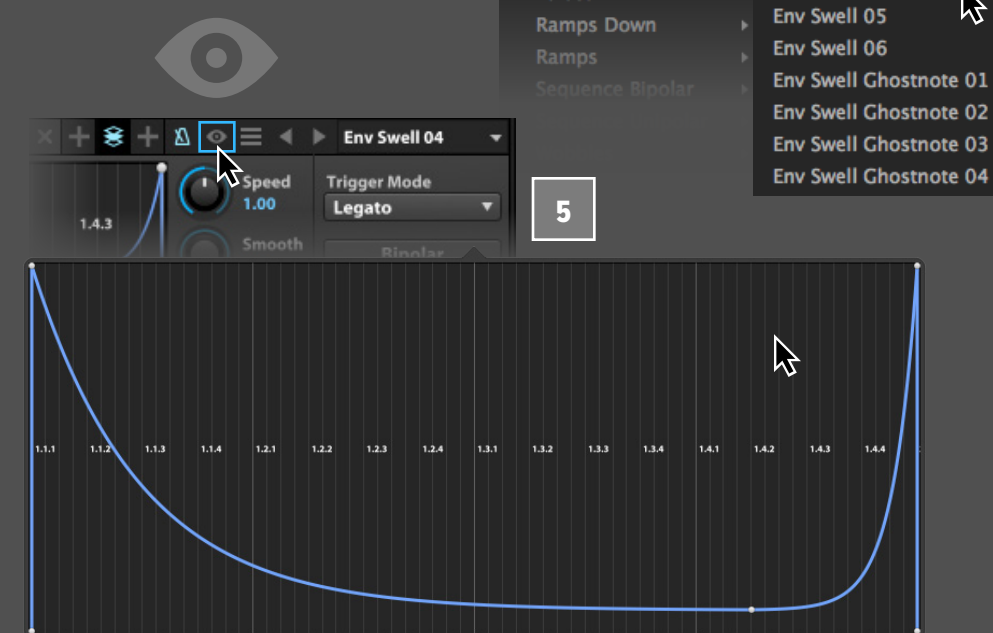 Ramps Down
Ramps
Sequence Bipolar
Env Swell 05
Env Swell 06
Env Swell Ghostnote 01
Env Swell Ghostnote 02
Env Swell Ghostnote 03
Env Swell Ghostnote 04
Env Swell 04
1.4.3
Speed
1.00
Smooth
Trigger Mode
Legato
Bipolar
5
1.1.1 1.1.2 1.1.3 1.1.4 1.2.1 1.2.2 1.2.3 1.2.4 1.3.1 1.3.2 1.3.3 1.3.4 1.4.1 1.4.2 1.4.3 1.4.4